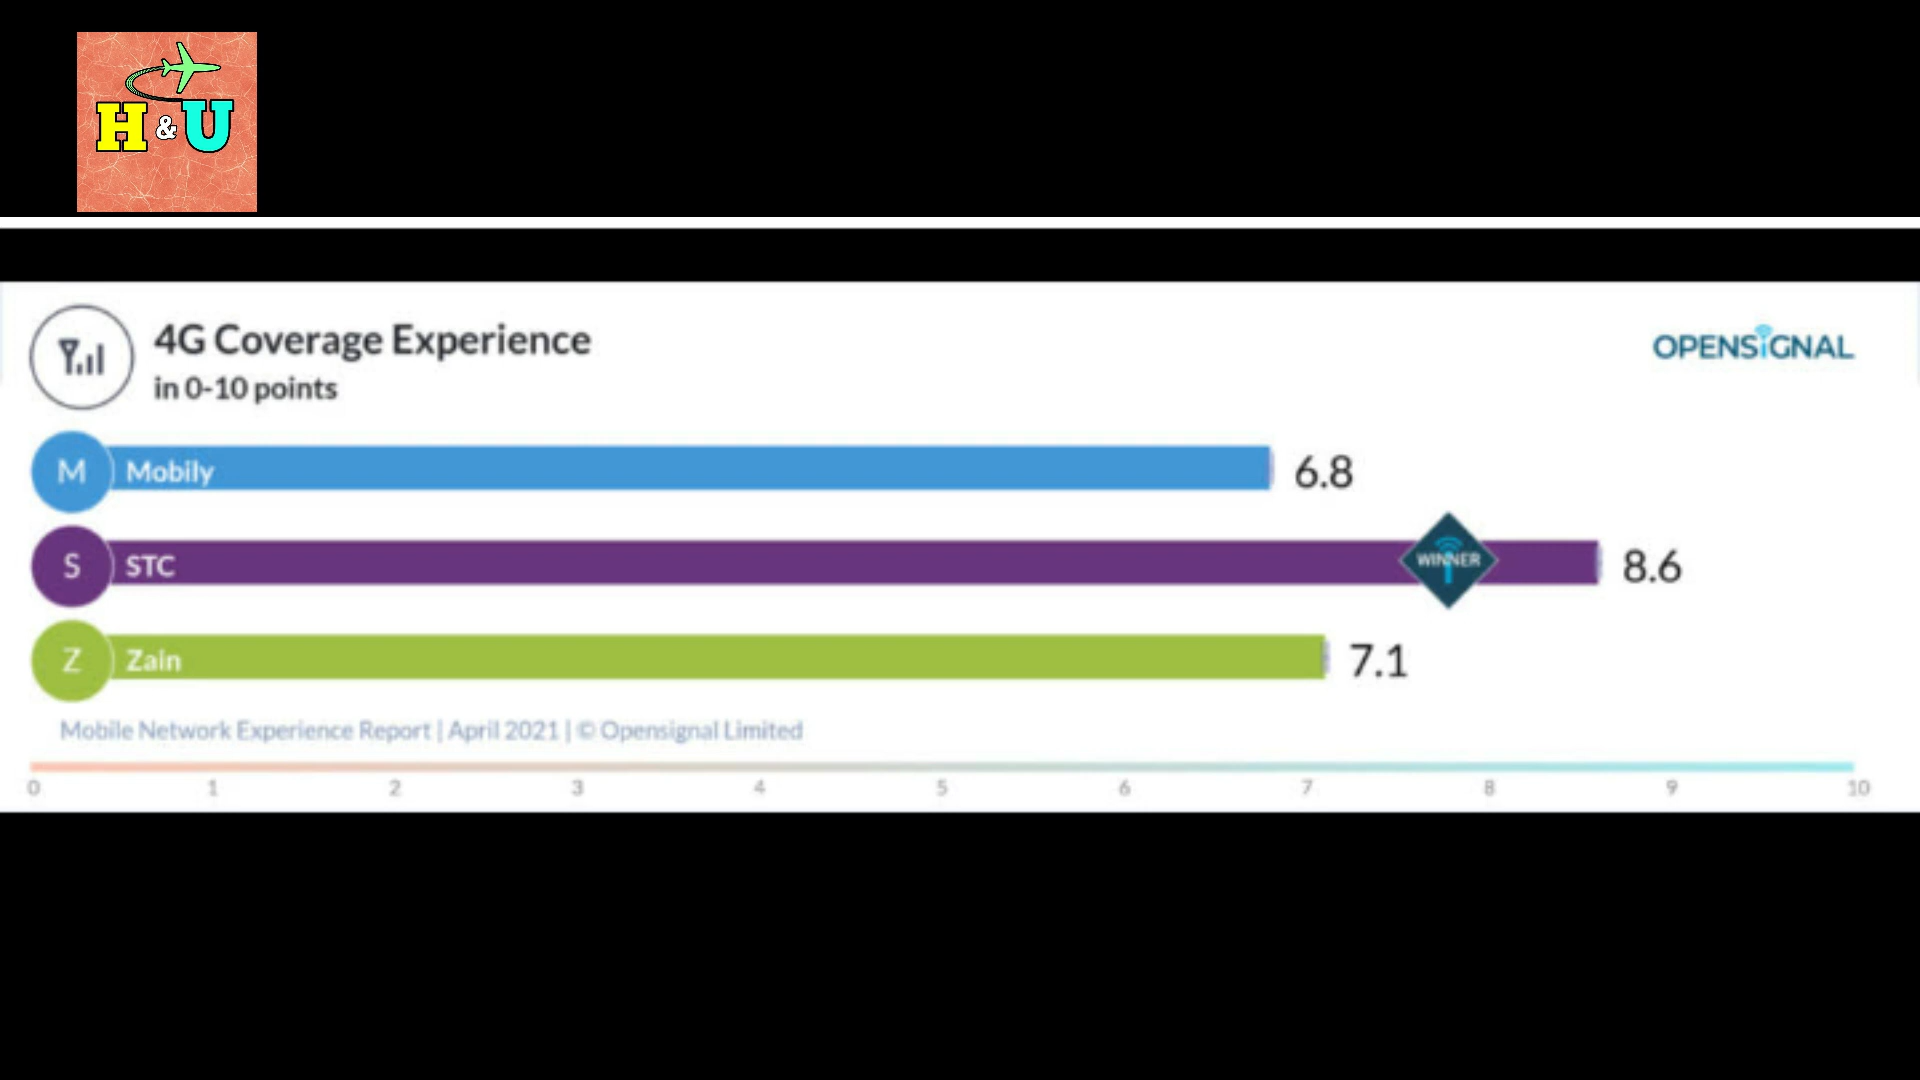 H & U
4G Coverage Experience
in 0-10 points
OPENSIGNAL
M Mobily 6.8
S STC WINNER 8.6
Z Zain 7.1
Mobile Network Experience Report | April 2021 | © Opensignal Limited
0 1 2 3 4 5 6 7 8 9 10